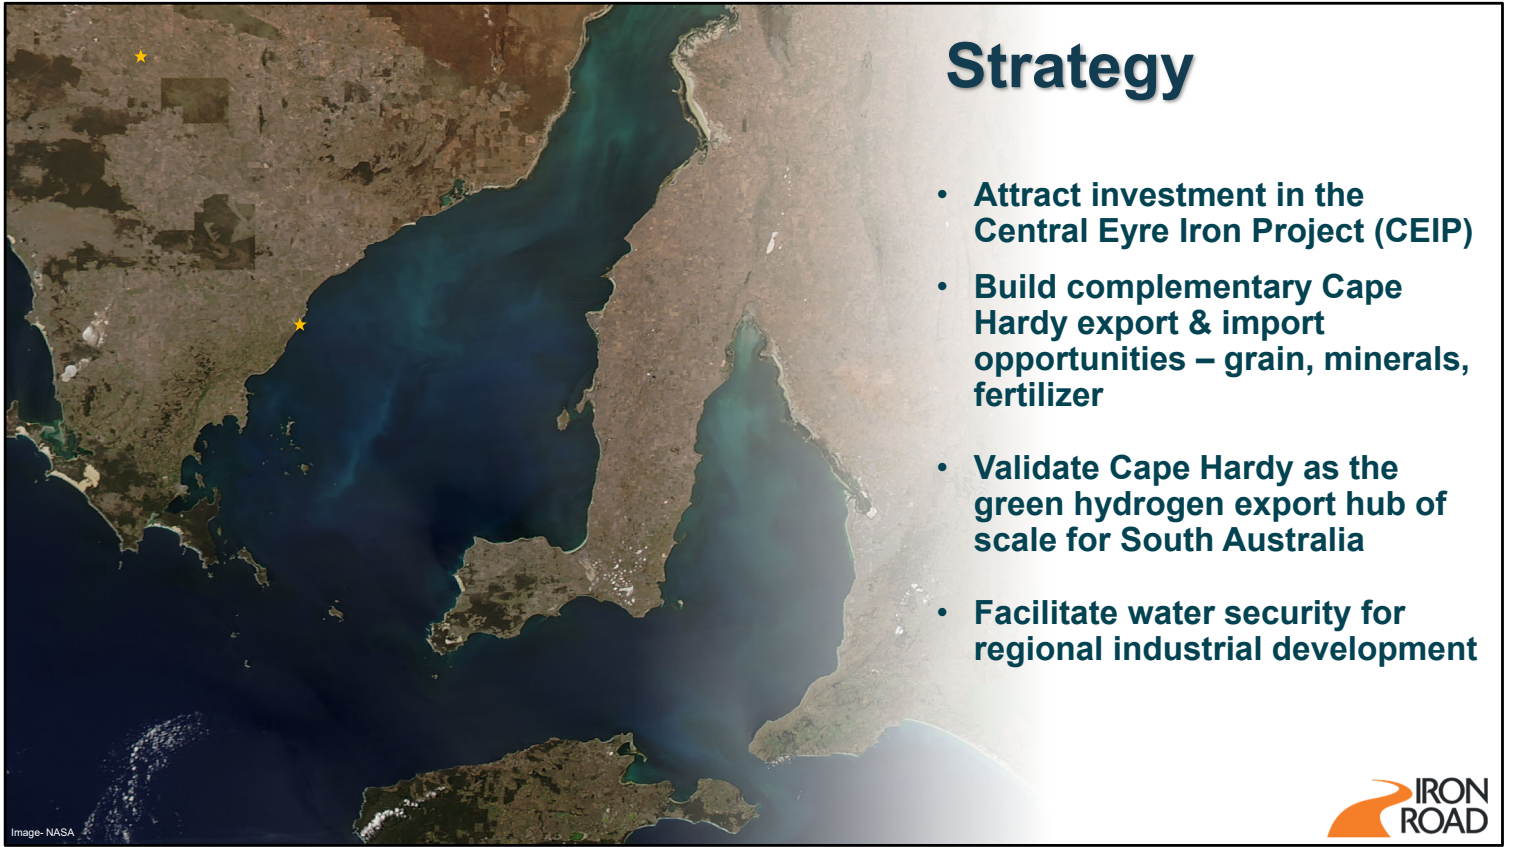 Strategy
• Attract investment in the
Central Eyre Iron Project (CEIP)
• Build complementary Cape
Hardy export & import
opportunities – grain, minerals,
fertilizer
• Validate Cape Hardy as the
green hydrogen export hub of
scale for South Australia
• Facilitate water security for
regional industrial development
IRON
ROAD
Image- NASA